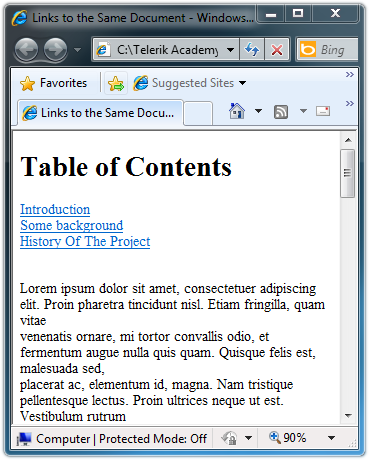 Links to the Same Document - Windows...
C:\Telerik Academy
Bing
Favorites
Suggested Sites
»
Links to the Same Docu...
»
Table of Contents
Introduction
Some background
History Of The Project
Lorem ipsum dolor sit amet, consectetuer adipiscing
elit. Proin pharetra tincidunt nisl. Etiam fringilla, quam
vitae
venenatis ornare, mi tortor convallis odio, et
fermentum augue nulla quis quam. Quisque felis est,
malesuada sed,
placerat ac, elementum id, magna. Nam tristique
pellentesque lectus. Proin ultrices neque ut est.
Vestibulum rutrum
Computer | Protected Mode: Off
90%